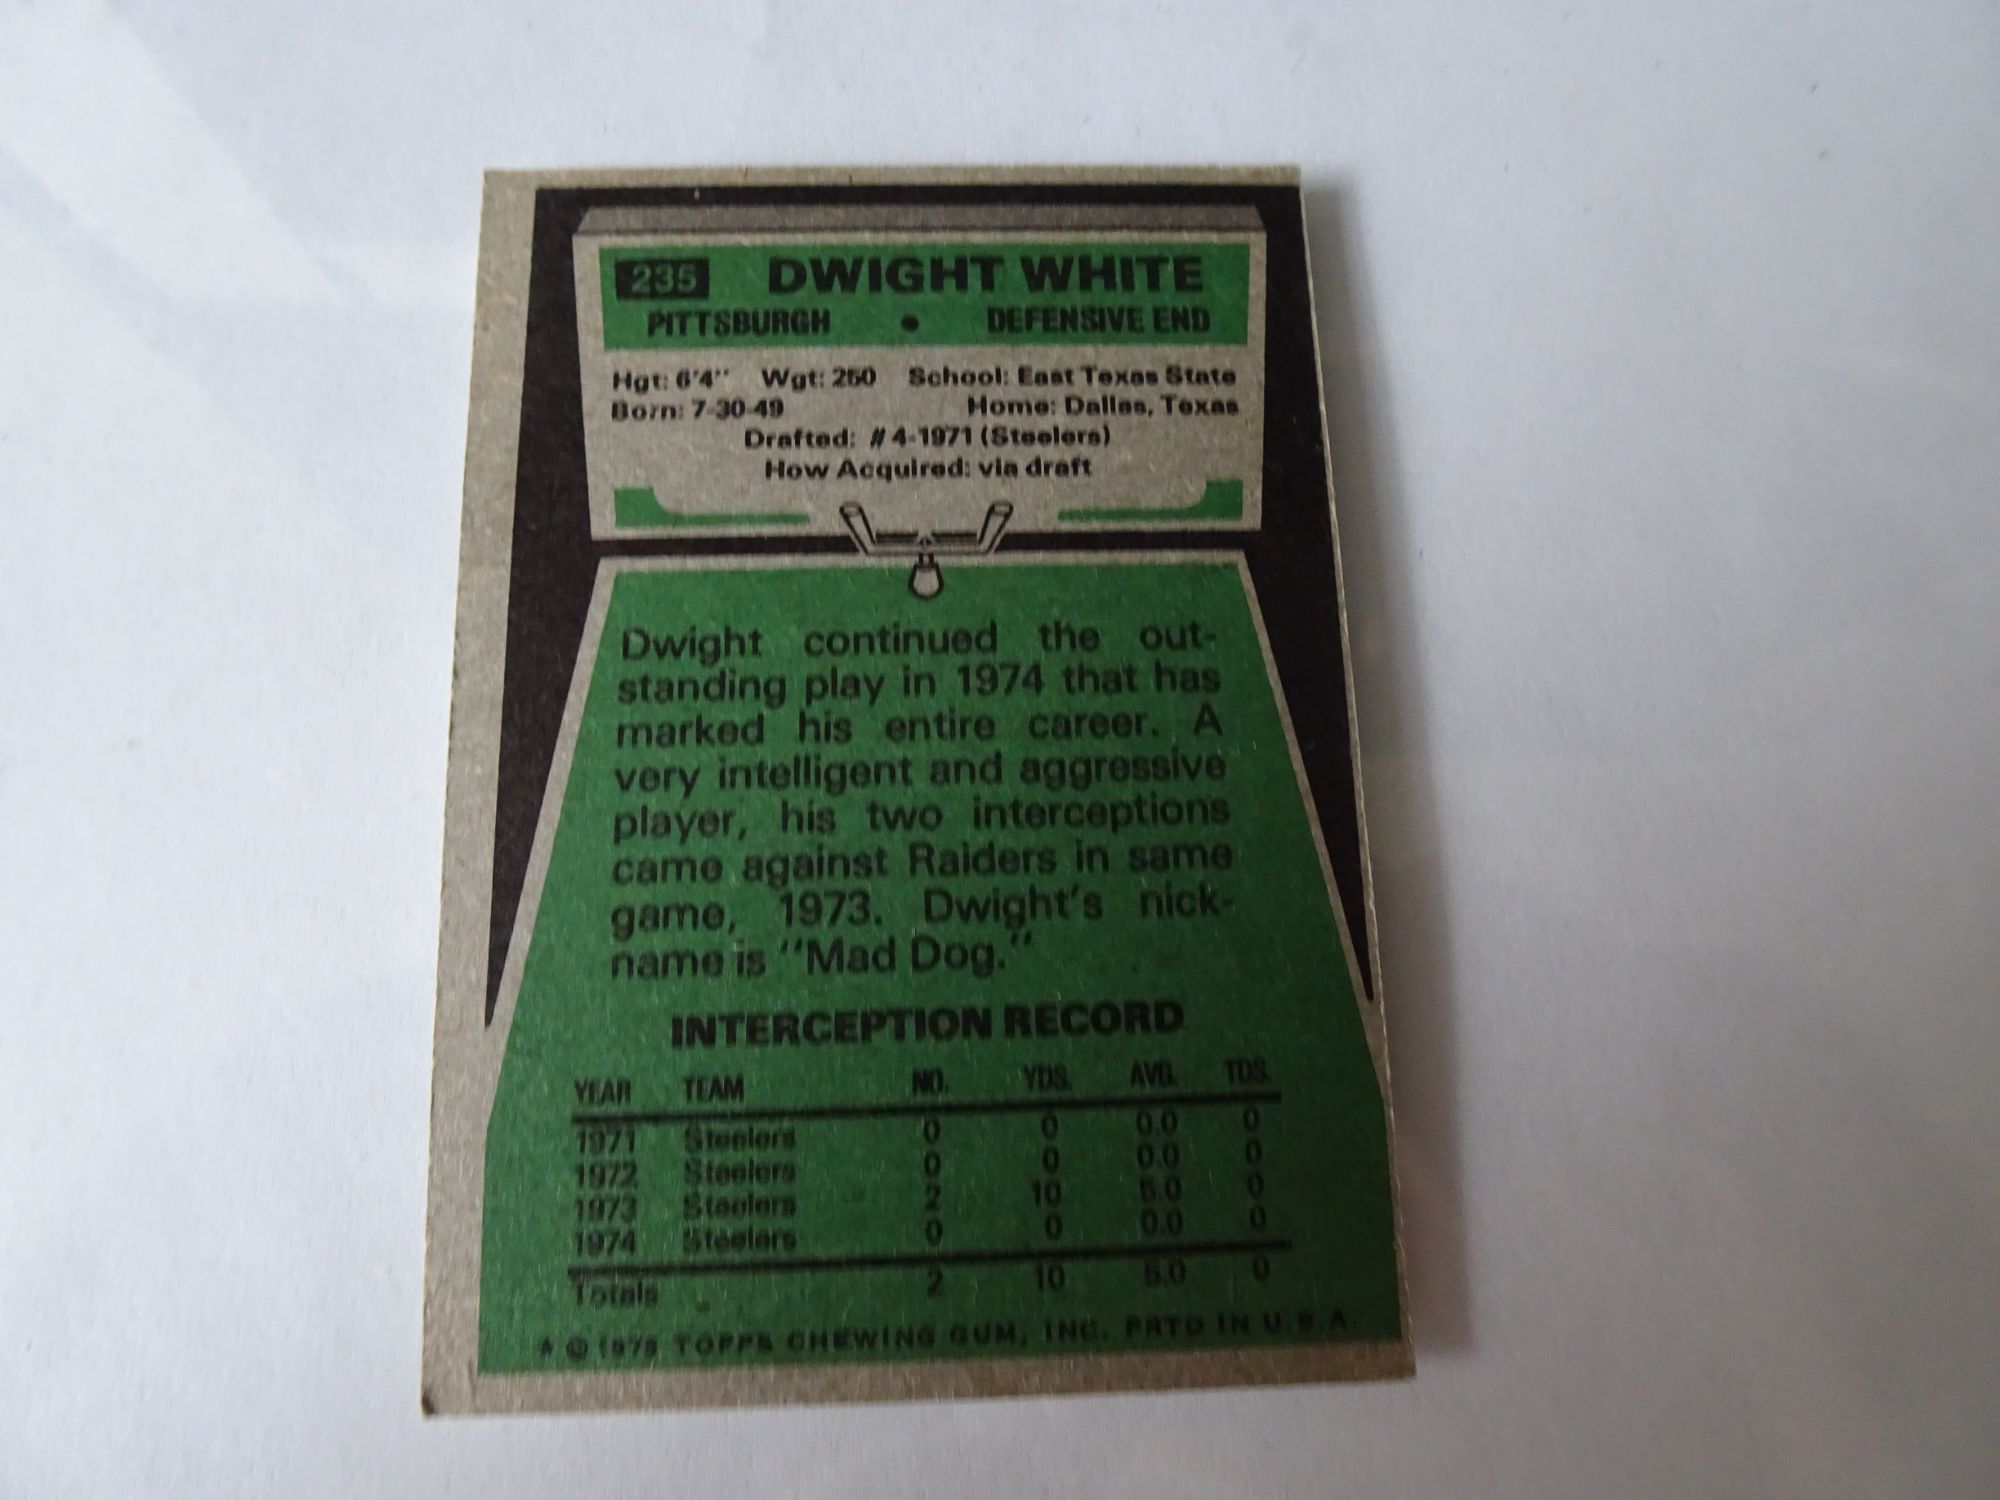 235 DWIGHT WHITE
PITTSBURGH • DEFENSIVE END
Hgt: 6'4" Wgt: 250 School: East Texas State
Born: 7-30-49 Home: Dallas, Texas
Drafted: #4-1971 (Steelers)
How Acquired: via draft
Dwight continued the out-
standing play in 1974 that has
marked his entire career. A
very intelligent and aggressive
player, his two interceptions
came against Raiders in same
game, 1973. Dwight's nick-
name is "Mad Dog."
INTERCEPTION RECORD
YEAR TEAM NO. YDS. AVG. TDS.
1971 Steelers 0 0 0.0 0
1972 Steelers 0 0 0.0 0
1973 Steelers 2 10 5.0 0
1974 Steelers 0 0 0.0 0
Totals 2 10 5.0 0
* © 1975 TOPPS CHEWING GUM, INC. PRTD IN U.S.A.